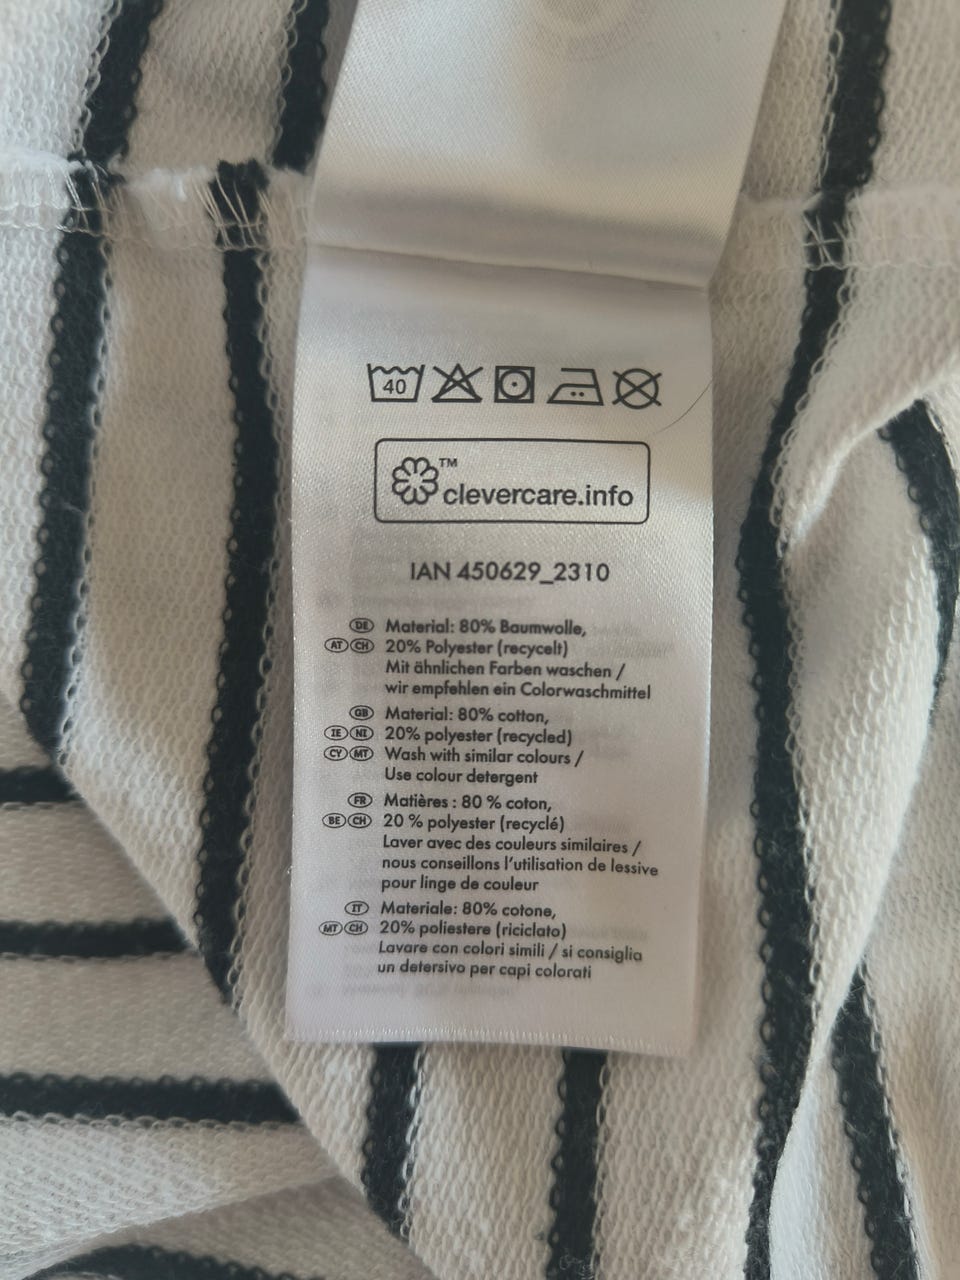 40
™
clevercare.info
IAN 450629_2310
DE Material: 80% Baumwolle,
AT CH 20% Polyester (recycelt)
Mit ähnlichen Farben waschen /
wir empfehlen ein Colorwaschmittel
GB Material: 80% cotton,
IE NI 20% polyester (recycled)
CY MT Wash with similar colours /
Use colour detergent
FR Matières : 80 % coton,
BE CH 20 % polyester (recyclé)
Laver avec des couleurs similaires /
nous conseillons l'utilisation de lessive
pour linge de couleur
IT Materiale: 80% cotone,
MT CH 20% poliestere (riciclato)
Lavare con colori simili / si consiglia
un detersivo per capi colorati